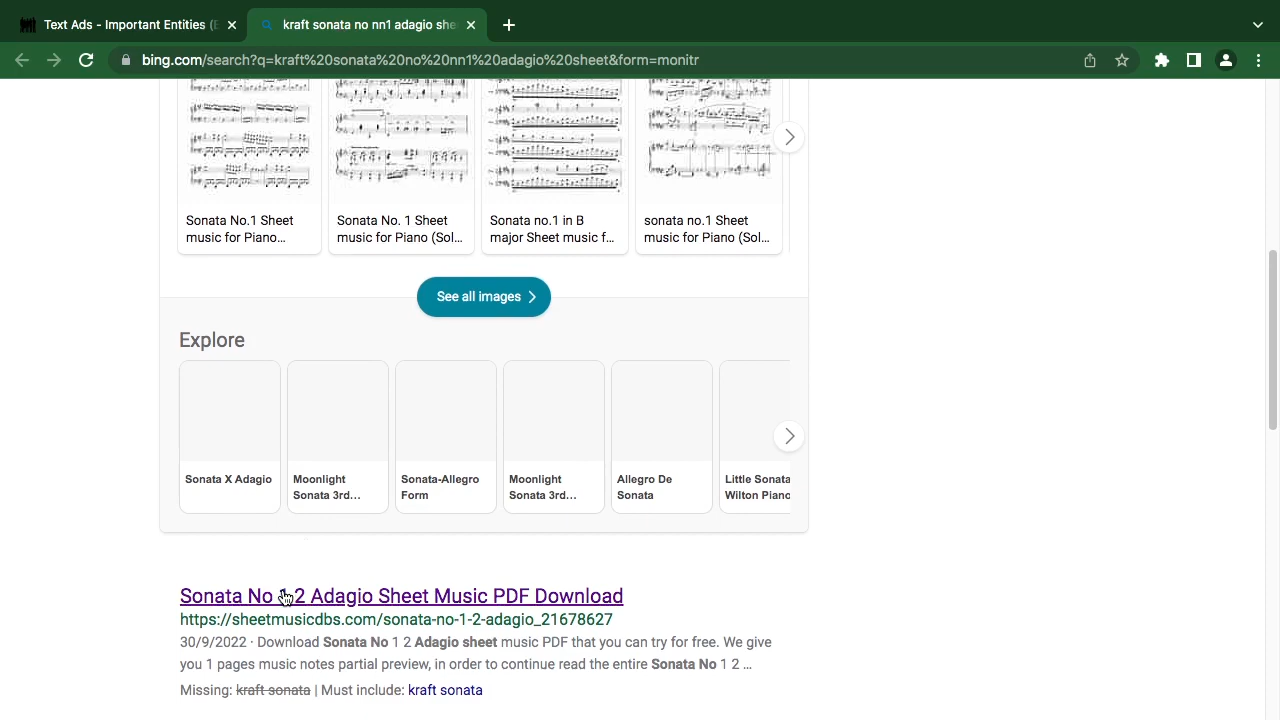 Text Ads - Important Entities (
kraft sonata no nn1 adagio she
bing.com/search?q=kraft%20sonata%20no%20nn1%20adagio%20sheet&form=monitr
Sonata No.1 Sheet
music for Piano...
Sonata No. 1 Sheet
music for Piano (Sol...
Sonata no.1 in B
major Sheet music f...
sonata no.1 Sheet
music for Piano (Sol...
See all images
Explore
Sonata X Adagio
Moonlight
Sonata 3rd...
Sonata-Allegro
Form
Moonlight
Sonata 3rd...
Allegro De
Sonata
Little Sonata
Wilton Piano
Sonata No 1 2 Adagio Sheet Music PDF Download
https://sheetmusicdbs.com/sonata-no-1-2-adagio_21678627
30/9/2022 · Download Sonata No 1 2 Adagio sheet music PDF that you can try for free. We give
you 1 pages music notes partial preview, in order to continue read the entire Sonata No 1 2 ...
Missing: kraft sonata | Must include: kraft sonata